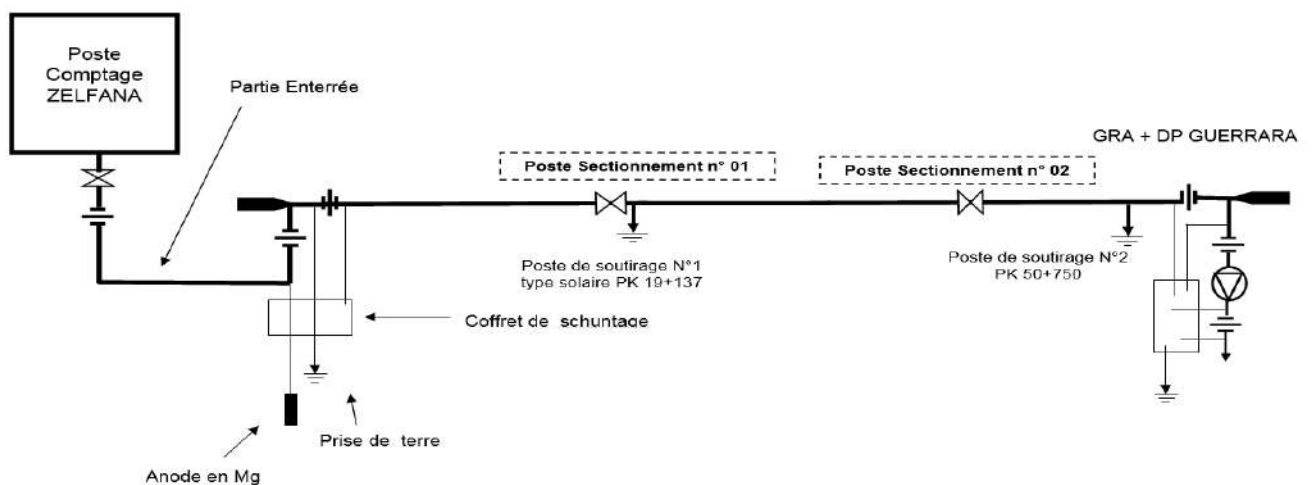 Poste
Comptage
ZELFANA
Partie Enterrée
GRA + DP GUERRARA
Poste Sectionnement n° 01
Poste Sectionnement n° 02
Poste de soutirage N°1
type solaire PK 19+137
Poste de soutirage N°2
PK 50+750
Coffret de schuntage
Prise de terre
Anode en Mg